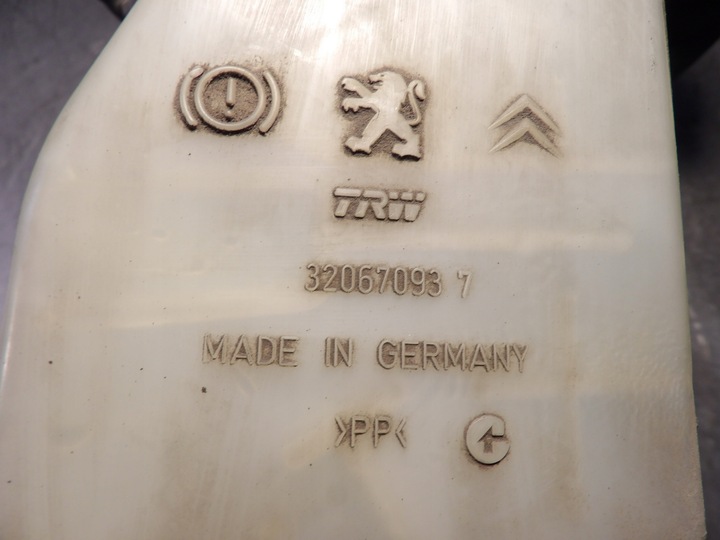 TRW
32067093 7
MADE IN GERMANY
>PP<